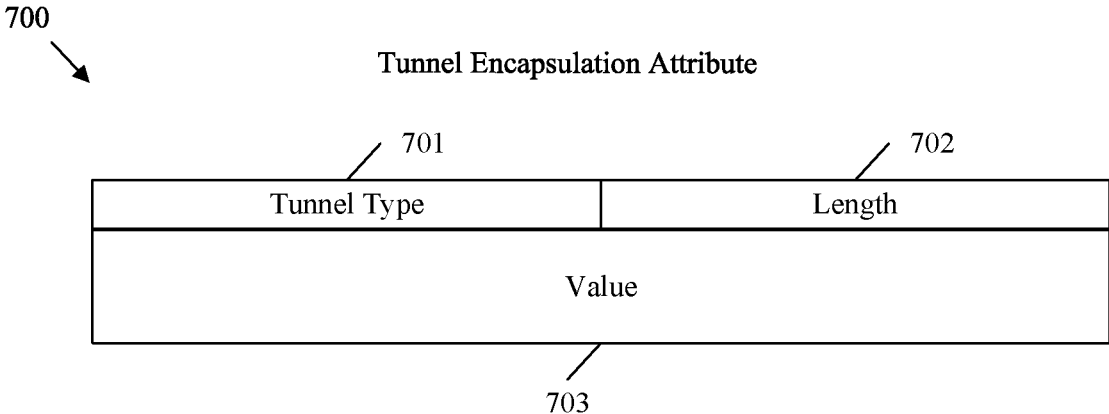 700
Tunnel Encapsulation Attribute
701 702
Tunnel Type Length
Value
703